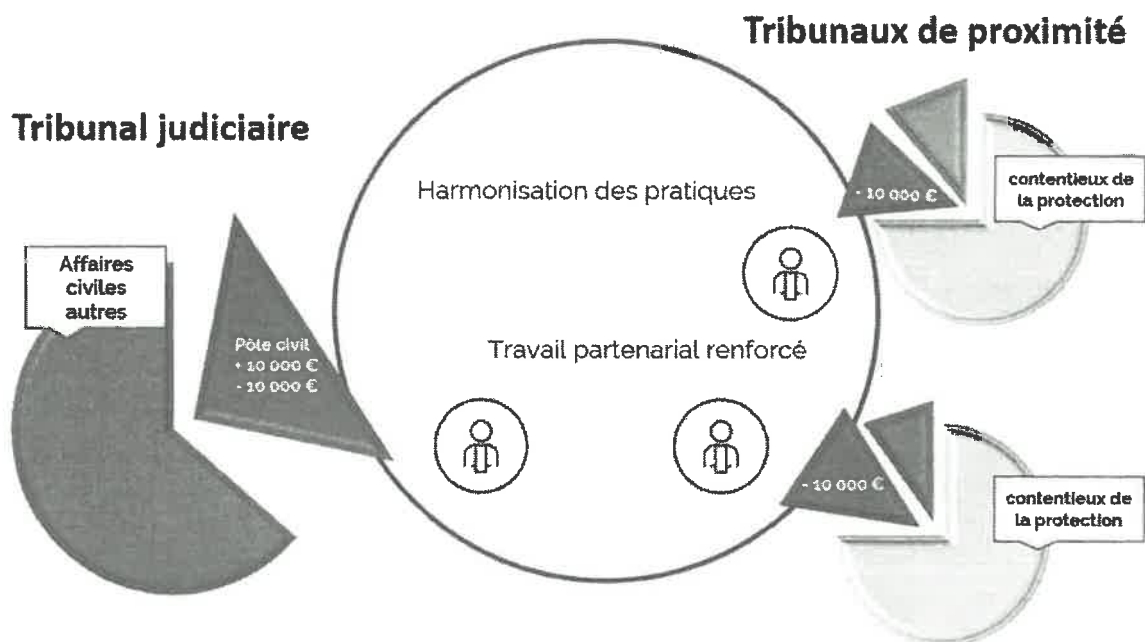 Tribunaux de proximité
Tribunal judiciaire
Harmonisation des pratiques
- 10 000 €
contentieux de
la protection
Affaires
civiles
autres
Pôle civil
+ 10 000 €
- 10 000 €
Travail partenarial renforcé
- 10 000 €
contentieux de
la protection